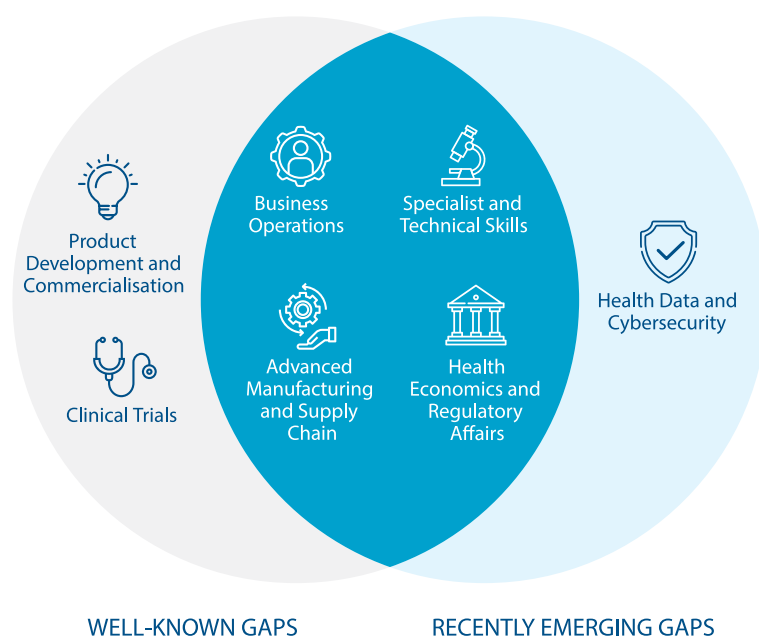 Product
Development and
Commercialisation
Clinical Trials
Business
Operations
Specialist and
Technical Skills
Advanced
Manufacturing
and Supply
Chain
Health
Economics and
Regulatory
Affairs
Health Data and
Cybersecurity
WELL-KNOWN GAPS
RECENTLY EMERGING GAPS